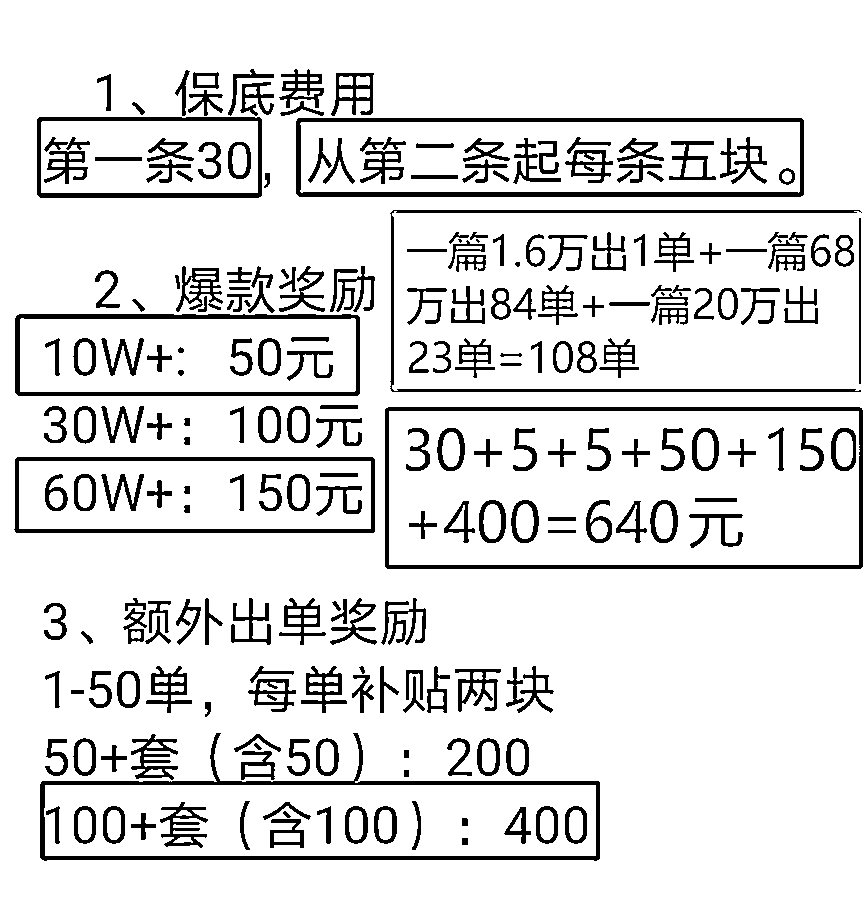 1、保底费用
第一条30，从第二条起每条五块。
2、爆款奖励
10W+: 50元
30W+: 100元
60W+: 150元
一篇1.6万出1单+一篇68
万出84单+一篇20万出
23单=108单
30+5+5+50+150
+400=640元
3、额外出单奖励
1-50单，每单补贴两块
50+套（含50）: 200
100+套（含100）: 400